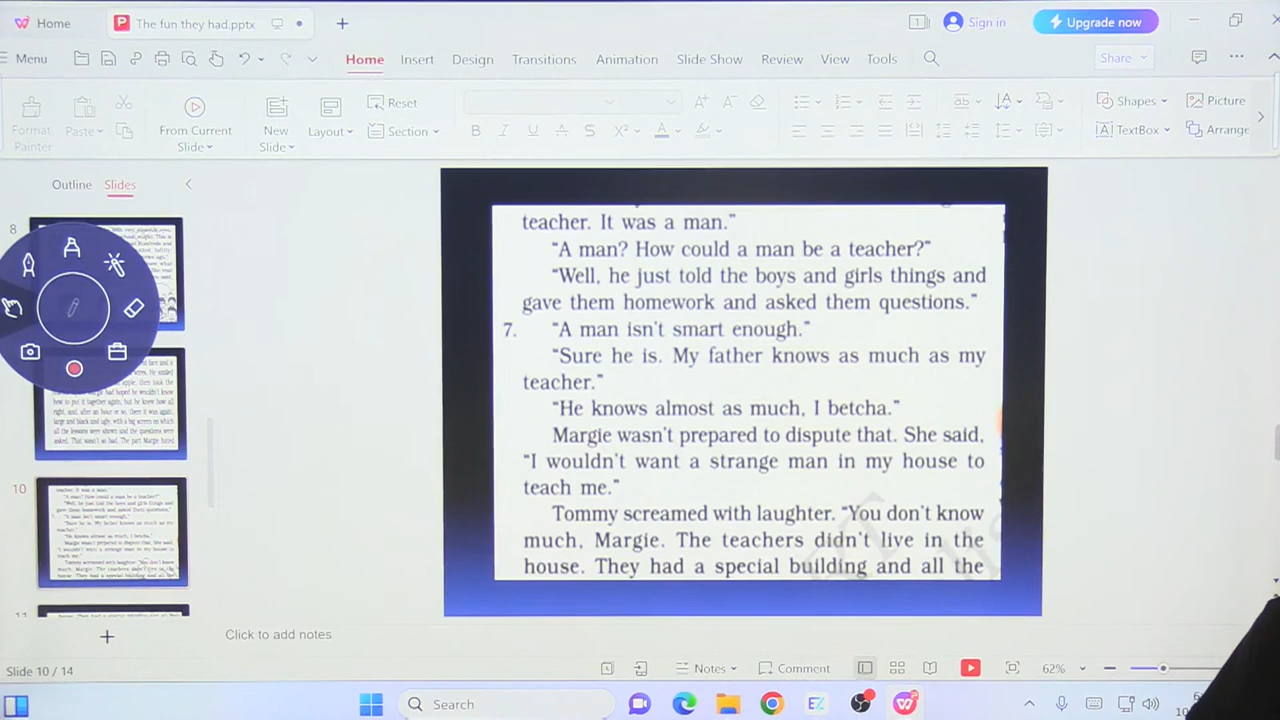 Home
The fun they had.pptx
+
Sign in
Upgrade now
Menu
Home
Insert
Design
Transitions
Animation
Slide Show
Review
View
Tools
Share
Format Painter
Paste
From Current Slide
New Slide
Layout
Reset
Section
B I U A S X² A
Shapes
Picture
TextBox
Arrange
Outline
Slides
8
10
11
teacher. It was a man."
"A man? How could a man be a teacher?"
"Well, he just told the boys and girls things and
gave them homework and asked them questions."
7. "A man isn't smart enough."
"Sure he is. My father knows as much as my
teacher."
"He knows almost as much, I betcha."
Margie wasn't prepared to dispute that. She said,
"I wouldn't want a strange man in my house to
teach me."
Tommy screamed with laughter. "You don't know
much, Margie. The teachers didn't live in the
house. They had a special building and all the
Click to add notes
Slide 10 / 14
Notes
Comment
62%
Search